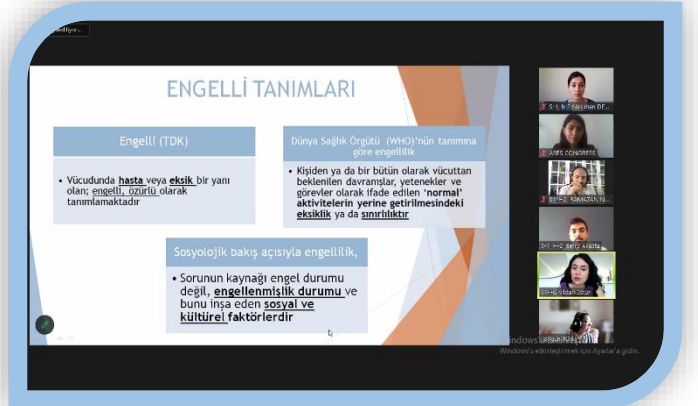 ENGELLİ TANIMLARI
Engelli (TDK)
• Vücudunda hasta veya eksik bir yanı
olan; engelli, özürlü olarak
tanımlamaktadır
Dünya Sağlık Örgütü (WHO)'nün tanımına
göre engellilik
• Kişiden ya da bir bütün olarak vücuttan
beklenilen davranışlar, yetenekler ve
görevler olarak ifade edilen 'normal'
aktivitelerin yerine getirilmesindeki
eksiklik ya da sınırlılıktır
Sosyolojik bakış açısıyla engellilik,
• Sorunun kaynağı engel durumu
değil, engellenmişlik durumu ve
bunu inşa eden sosyal ve
kültürel faktörlerdir
ASES CONGRESS
Windows'u etkinleştirmek için Ayarlar'a gidin.